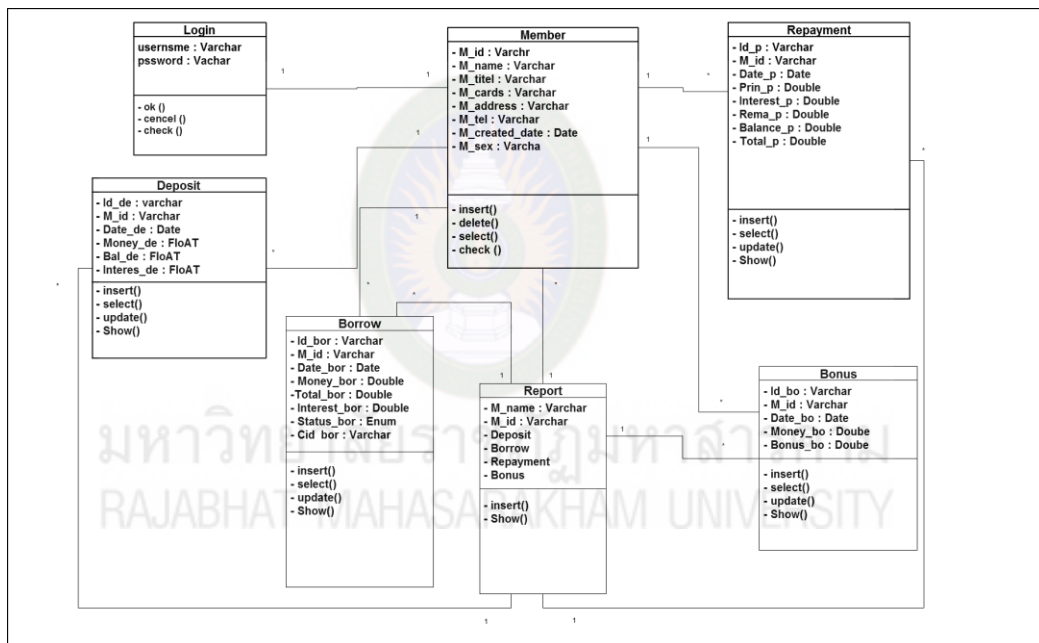 Login
usernsme : Varchar
pssword : Vachar
- ok ()
- cencel ()
- check ()
Member
- M_id : Varchr
- M_name : Varchar
- M_titel : Varchar
- M_cards : Varchar
- M_address : Varchar
- M_tel : Varchar
- M_created_date : Date
- M_sex : Varcha
- insert()
- delete()
- select()
- check ()
Repayment
- Id_p : Varchar
- M_id : Varchar
- Date_p : Date
- Prin_p : Double
- Interest_p : Double
- Rema_p : Double
- Balance_p : Double
- Total_p : Double
- insert()
- select()
- update()
- Show()
Deposit
- Id_de : varchar
- M_id : Varchar
- Date_de : Date
- Money_de : FloAT
- Bal_de : FloAT
- Interes_de : FloAT
- insert()
- select()
- update()
- Show()
Borrow
- Id_bor : Varchar
- M_id : Varchar
- Date_bor : Date
- Money_bor : Double
-Total_bor : Double
- Interest_bor : Double
- Status_bor : Enum
- Cid_bor : Varchar
- insert()
- select()
- update()
- Show()
Report
- M_name : Varchar
- M_id : Varchar
- Deposit
- Borrow
- Repayment
- Bonus
- insert()
- Show()
Bonus
- Id_bo : Varchar
- M_id : Varchar
- Date_bo : Date
- Money_bo : Doube
- Bonus_bo : Doube
- insert()
- select()
- update()
- Show()
1
1
1
*
1
*
1
*
1
*
*
1
*
1
1
*
*
1
*
1
มหาวิทยาลัยราชภัฏมหาสารคาม
RAJABHAT MAHASARAKHAM UNIVERSITY